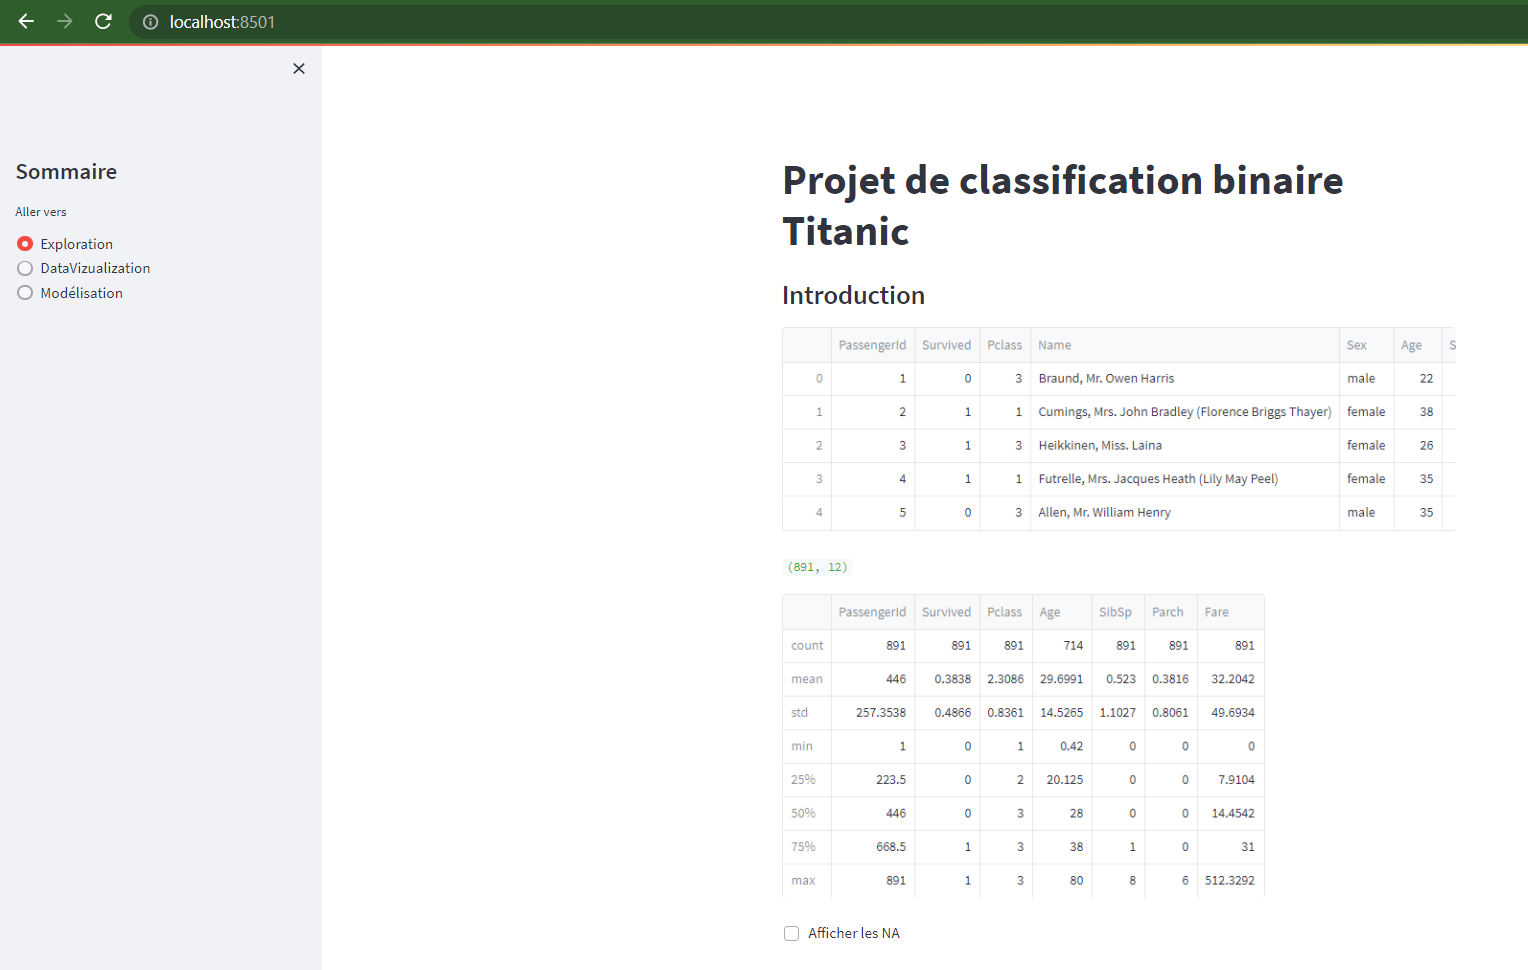 localhost:8501
Sommaire
Aller vers
Exploration
DataVizualization
Modélisation
Projet de classification binaire
Titanic
Introduction
PassengerId Survived Pclass Name Sex Age S
0 1 0 3 Braund, Mr. Owen Harris male 22
1 2 1 1 Cumings, Mrs. John Bradley (Florence Briggs Thayer) female 38
2 3 1 3 Heikkinen, Miss. Laina female 26
3 4 1 1 Futrelle, Mrs. Jacques Heath (Lily May Peel) female 35
4 5 0 3 Allen, Mr. William Henry male 35
(891, 12)
PassengerId Survived Pclass Age SibSp Parch Fare
count 891 891 891 714 891 891 891
mean 446 0.3838 2.3086 29.6991 0.523 0.3816 32.2042
std 257.3538 0.4866 0.8361 14.5265 1.1027 0.8061 49.6934
min 1 0 1 0.42 0 0 0
25% 223.5 0 2 20.125 0 0 7.9104
50% 446 0 3 28 0 0 14.4542
75% 668.5 1 3 38 1 0 31
max 891 1 3 80 8 6 512.3292
Afficher les NA